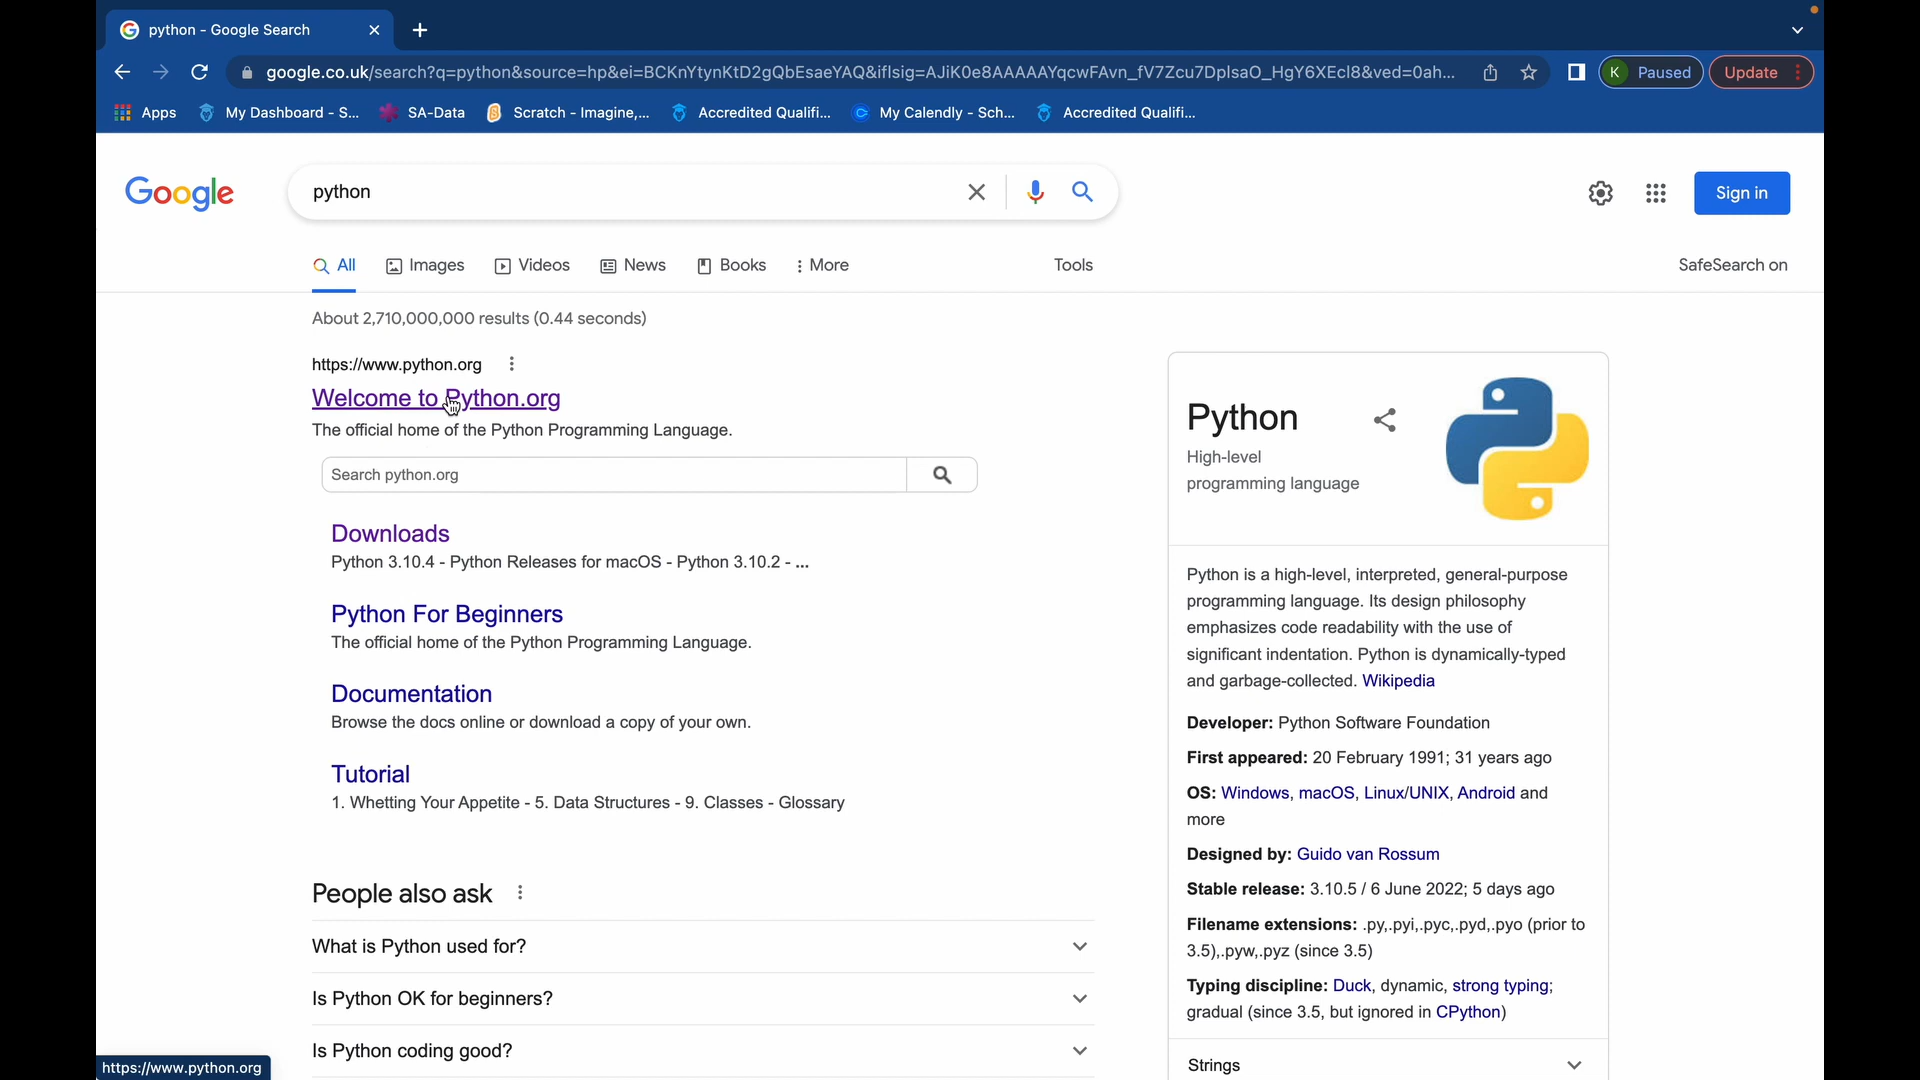 python - Google Search
google.co.uk/search?q=python&source=hp&ei=BCKnYtynKtD2gQbEsaeYAQ&iflsig=AJiK0e8AAAAAYqcwFAvn_fV7Zcu7DplsaO_HgY6XEcl8&ved=0ah...
K Paused
Update
Apps
My Dashboard - S...
SA-Data
Scratch - Imagine,...
Accredited Qualifi...
My Calendly - Sch...
Accredited Qualifi...
Google
python
Sign in
All
Images
Videos
News
Books
More
Tools
SafeSearch on
About 2,710,000,000 results (0.44 seconds)
https://www.python.org
Welcome to Python.org
The official home of the Python Programming Language.
Search python.org
Downloads
Python 3.10.4 - Python Releases for macOS - Python 3.10.2 - ...
Python For Beginners
The official home of the Python Programming Language.
Documentation
Browse the docs online or download a copy of your own.
Tutorial
1. Whetting Your Appetite - 5. Data Structures - 9. Classes - Glossary
People also ask
What is Python used for?
Is Python OK for beginners?
Is Python coding good?
Python
High-level
programming language
Python is a high-level, interpreted, general-purpose
programming language. Its design philosophy
emphasizes code readability with the use of
significant indentation. Python is dynamically-typed
and garbage-collected. Wikipedia
Developer: Python Software Foundation
First appeared: 20 February 1991; 31 years ago
OS: Windows, macOS, Linux/UNIX, Android and
more
Designed by: Guido van Rossum
Stable release: 3.10.5 / 6 June 2022; 5 days ago
Filename extensions: .py,.pyi,.pyc,.pyd,.pyo (prior to
3.5),.pyw,.pyz (since 3.5)
Typing discipline: Duck, dynamic, strong typing;
gradual (since 3.5, but ignored in CPython)
Strings
https://www.python.org